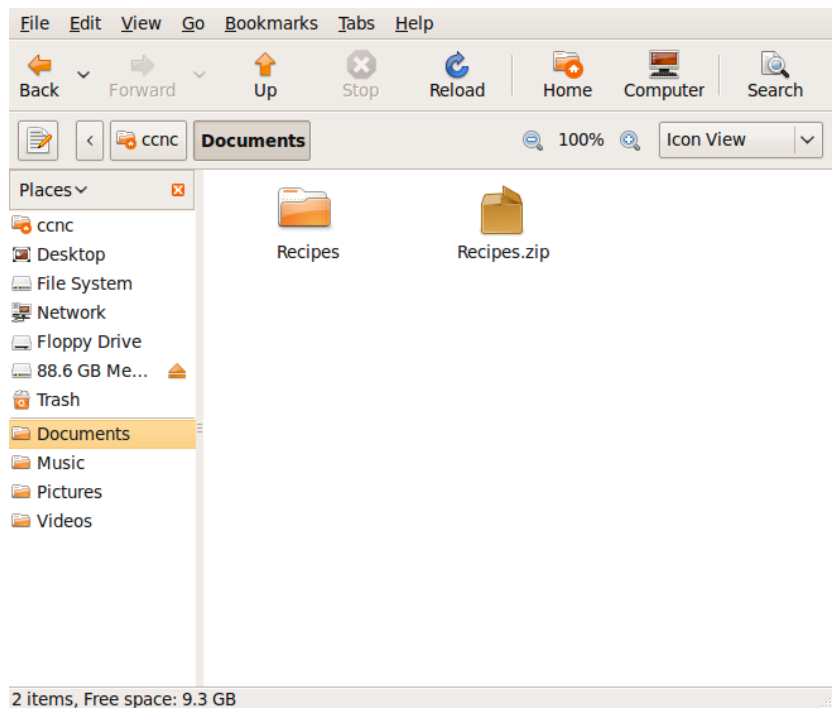 File Edit View Go Bookmarks Tabs Help
Back Forward Up Stop Reload Home Computer Search
ccnc Documents 100% Icon View
Places
ccnc
Desktop
File System
Network
Floppy Drive
88.6 GB Me...
Trash
Documents
Music
Pictures
Videos
Recipes Recipes.zip
2 items, Free space: 9.3 GB